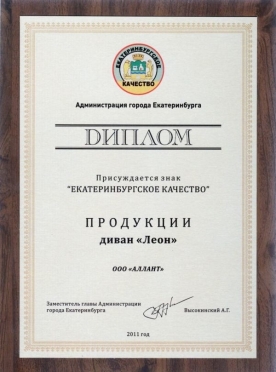 ЕКАТЕРИНБУРГСКОЕ
КАЧЕСТВО
Администрация города Екатеринбурга
ДИПЛОМ
Присуждается знак
"ЕКАТЕРИНБУРГСКОЕ КАЧЕСТВО"
ПРОДУКЦИИ
диван «Леон»
ООО «АЛЛАНТ»
Заместитель главы Администрации
города Екатеринбурга
Высокинский А.Г.
2011 год